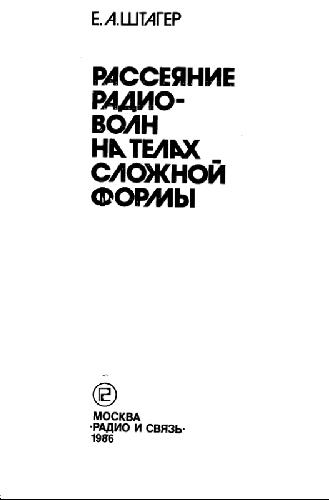 Е. А. ШТАГЕР
РАССЕЯНИЕ
РАДИО-
ВОЛН
НА ТЕЛАХ
СЛОЖНОЙ
ФОРМЫ
МОСКВА
«РАДИО И СВЯЗЬ»
1986